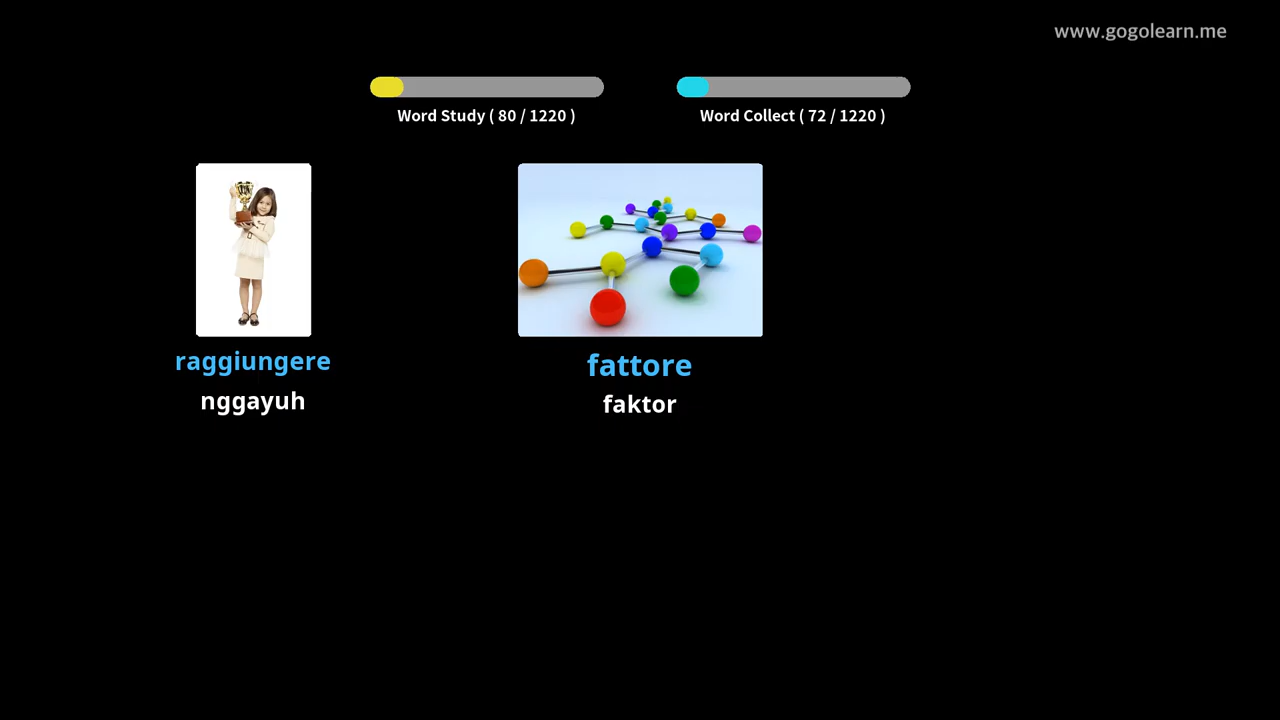 www.gogolearn.me
Word Study ( 80 / 1220 )
Word Collect ( 72 / 1220 )
raggiungere
nggayuh
fattore
faktor